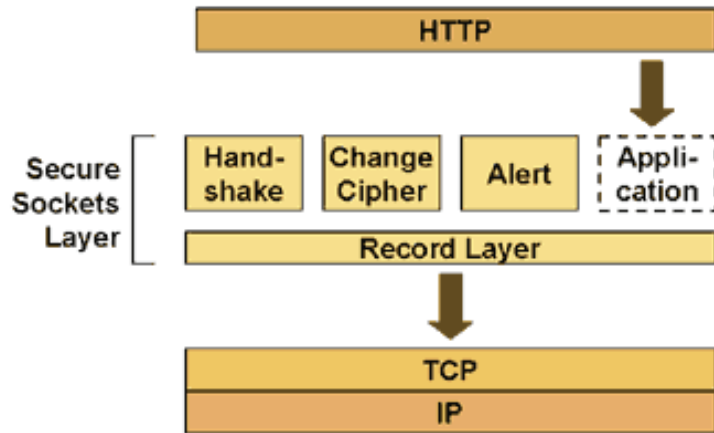 HTTP
Secure
Sockets
Layer
Hand-
shake
Change
Cipher
Alert
Appli-
cation
Record Layer
TCP
IP